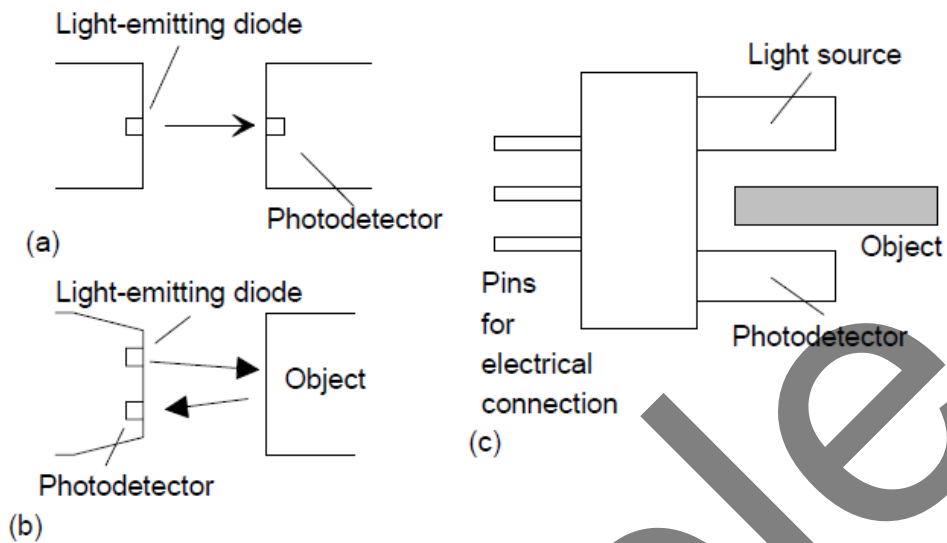 Light-emitting diode
Photodetector
(a)
Light-emitting diode
Object
Photodetector
(b)
Light source
Object
Photodetector
Pins
for
electrical
connection
(c)